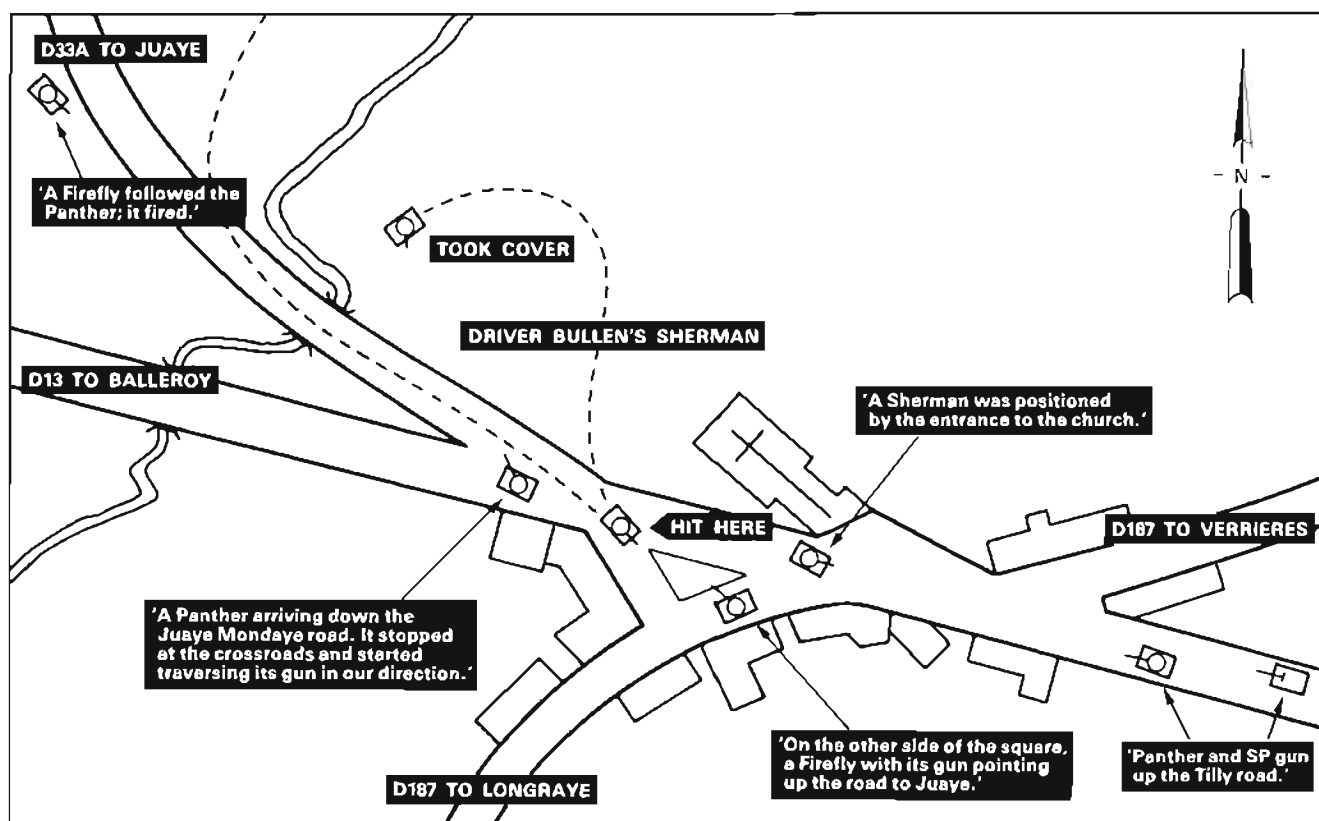 D33A TO JUAYE
'A Firefly followed the
Panther; it fired.'
TOOK COVER
N
DRIVER BULLEN'S SHERMAN
D13 TO BALLEROY
'A Sherman was positioned
by the entrance to the church.'
HIT HERE
D187 TO VERRIERES
'A Panther arriving down the
Juaye Mondaye road. It stopped
at the crossroads and started
traversing its gun in our direction.'
'On the other side of the square,
a Firefly with its gun pointing
up the road to Juaye.'
'Panther and SP gun
up the Tilly road.'
D187 TO LONGRAYE